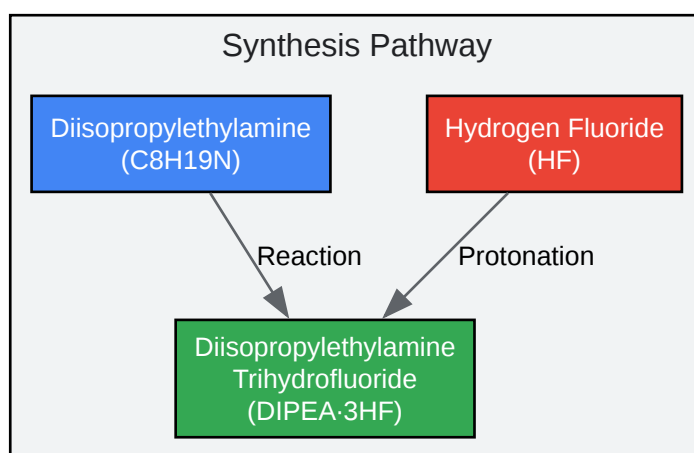 Synthesis Pathway
Diisopropylethylamine
(C8H19N)
Hydrogen Fluoride
(HF)
Reaction
Protonation
Diisopropylethylamine
Trihydrofluoride
(DIPEA·3HF)